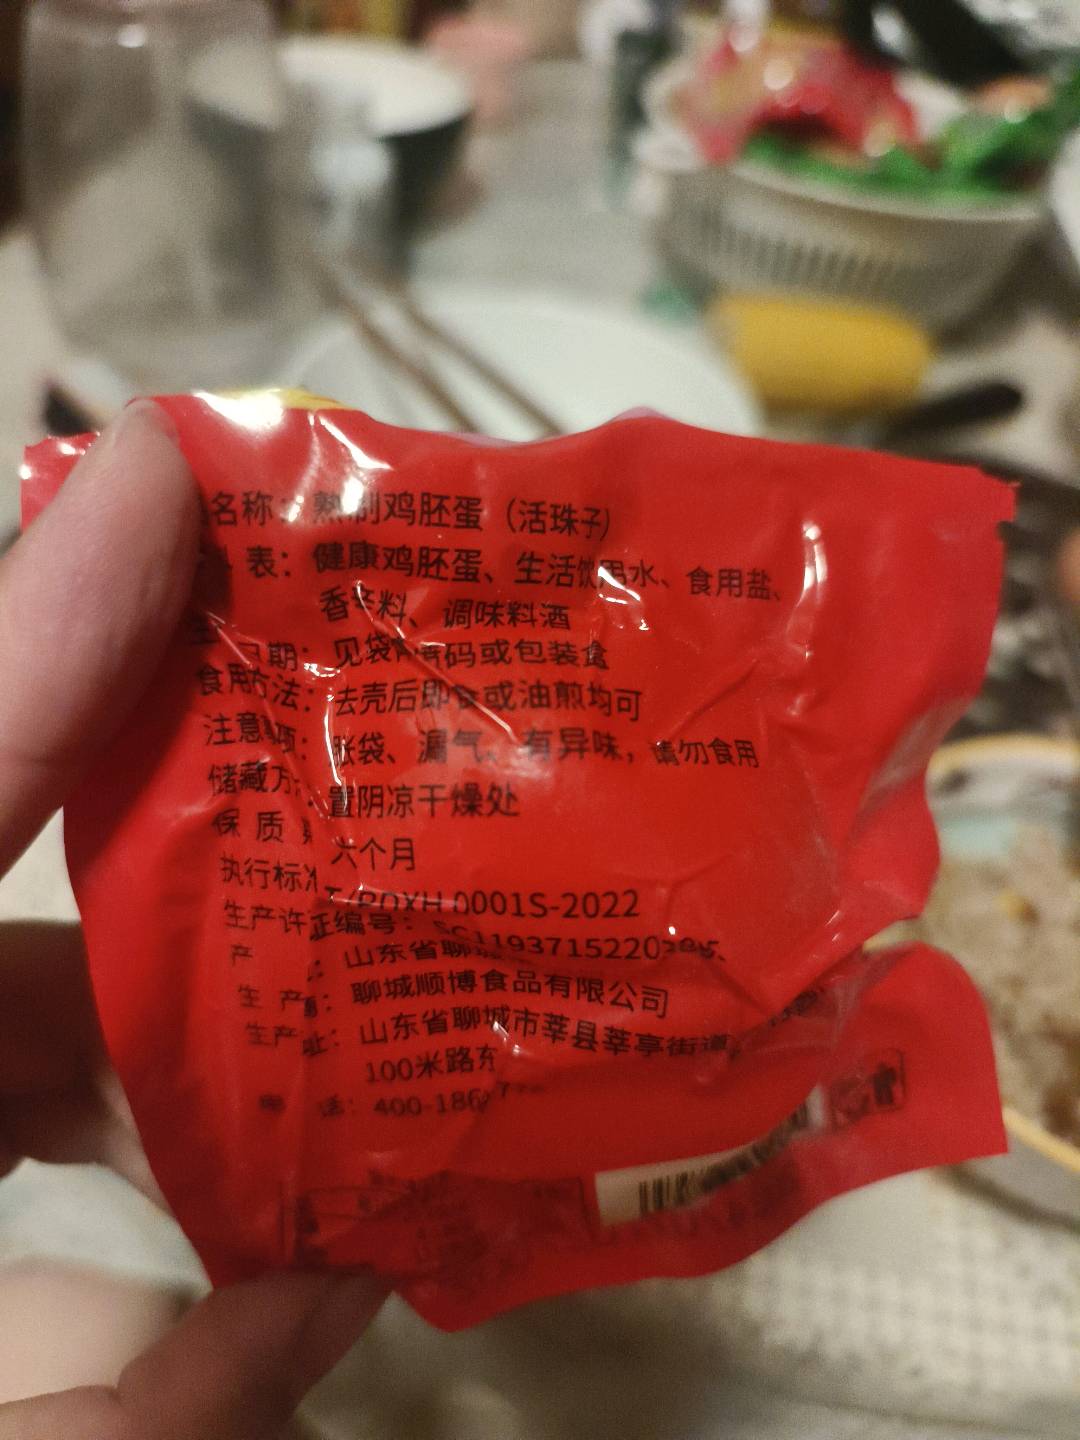 名称：熟制鸡胚蛋（活珠子）
表：健康鸡胚蛋、生活饮用水、食用盐、
香辛料、调味料酒
期：见袋 码或包装盒
食用方法：去壳后即食或油煎均可
注意 项：胀袋、漏气、有异味，请勿食用
储藏方 ：置阴凉干燥处
保质 六个月
执行标准 0001S-2022
生产许证编号：
产 ：山东省聊城
生产 ：聊城顺博食品有限公司
生产 址：山东省聊城市莘县莘亭街道
100米路东
话：400-186